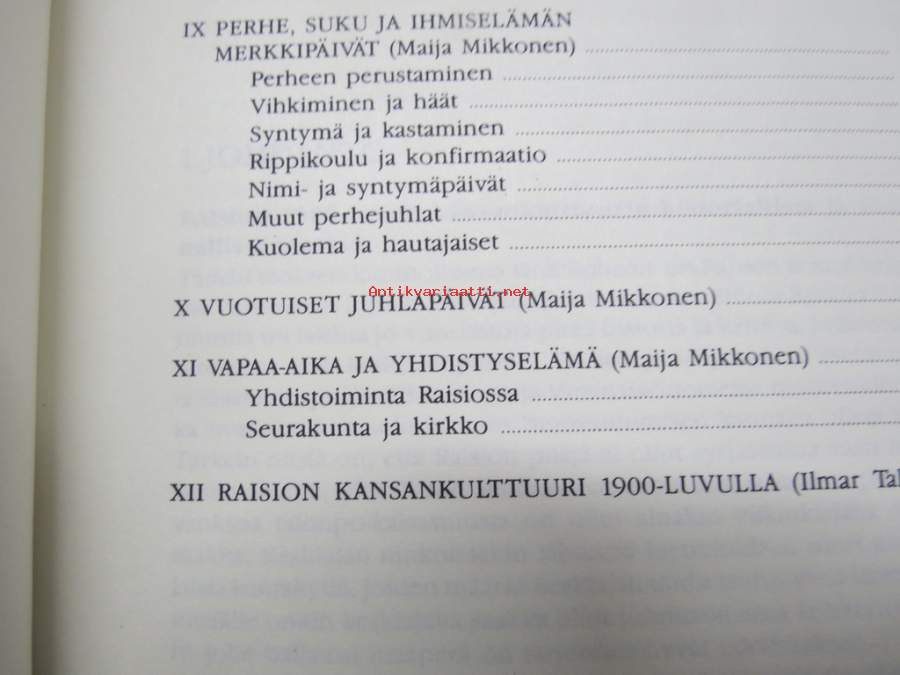 IX PERHE, SUKU JA IHMISELÄMÄN
MERKKIPÄIVÄT (Maija Mikkonen)
Perheen perustaminen
Vihkiminen ja häät
Syntymä ja kastaminen
Rippikoulu ja konfirmaatio
Nimi- ja syntymäpäivät
Muut perhejuhlat
Kuolema ja hautajaiset
Antikvariaatti.net
X VUOTUISET JUHLAPÄIVÄT (Maija Mikkonen)
XI VAPAA-AIKA JA YHDISTYSELÄMÄ (Maija Mikkonen)
Yhdistoiminta Raisiossa
Seurakunta ja kirkko
XII RAISION KANSANKULTTUURI 1900-LUVULLA (Ilmar